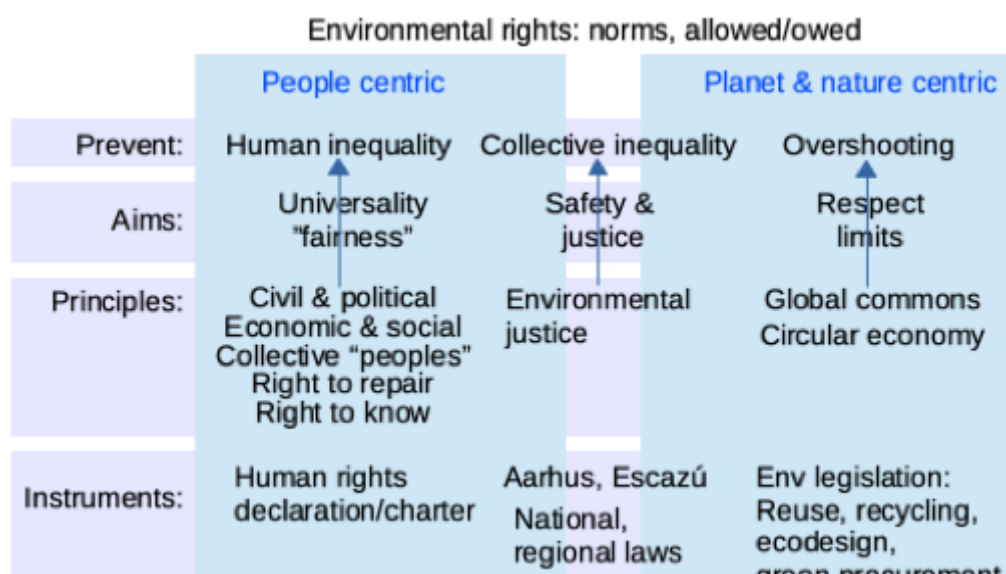 Environmental rights: norms, allowed/owed
People centric
Planet & nature centric
Prevent:
Human inequality
Collective inequality
Overshooting
Aims:
Universality
”fairness”
Safety &
justice
Respect
limits
Principles:
Civil & political
Economic & social
Collective “peoples”
Right to repair
Right to know
Environmental
justice
Global commons
Circular economy
Instruments:
Human rights
declaration/charter
Aarhus, Escazú
National,
regional laws
Env legislation:
Reuse, recycling,
ecodesign,
green procurement